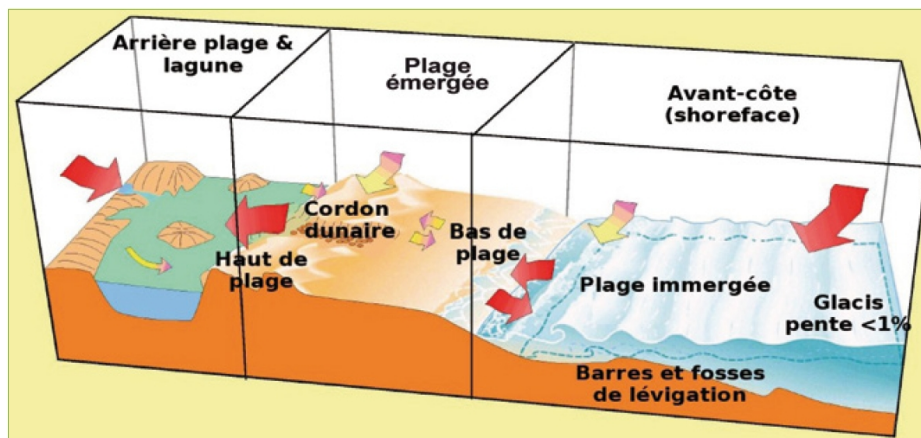 Arrière plage &
lagune
Plage
émergée
Avant-côte
(shoreface)
Cordon
dunaire
Haut de
plage
Bas de
plage
Plage immergée
Glacis
pente <1%
Barres et fosses
de lévigation